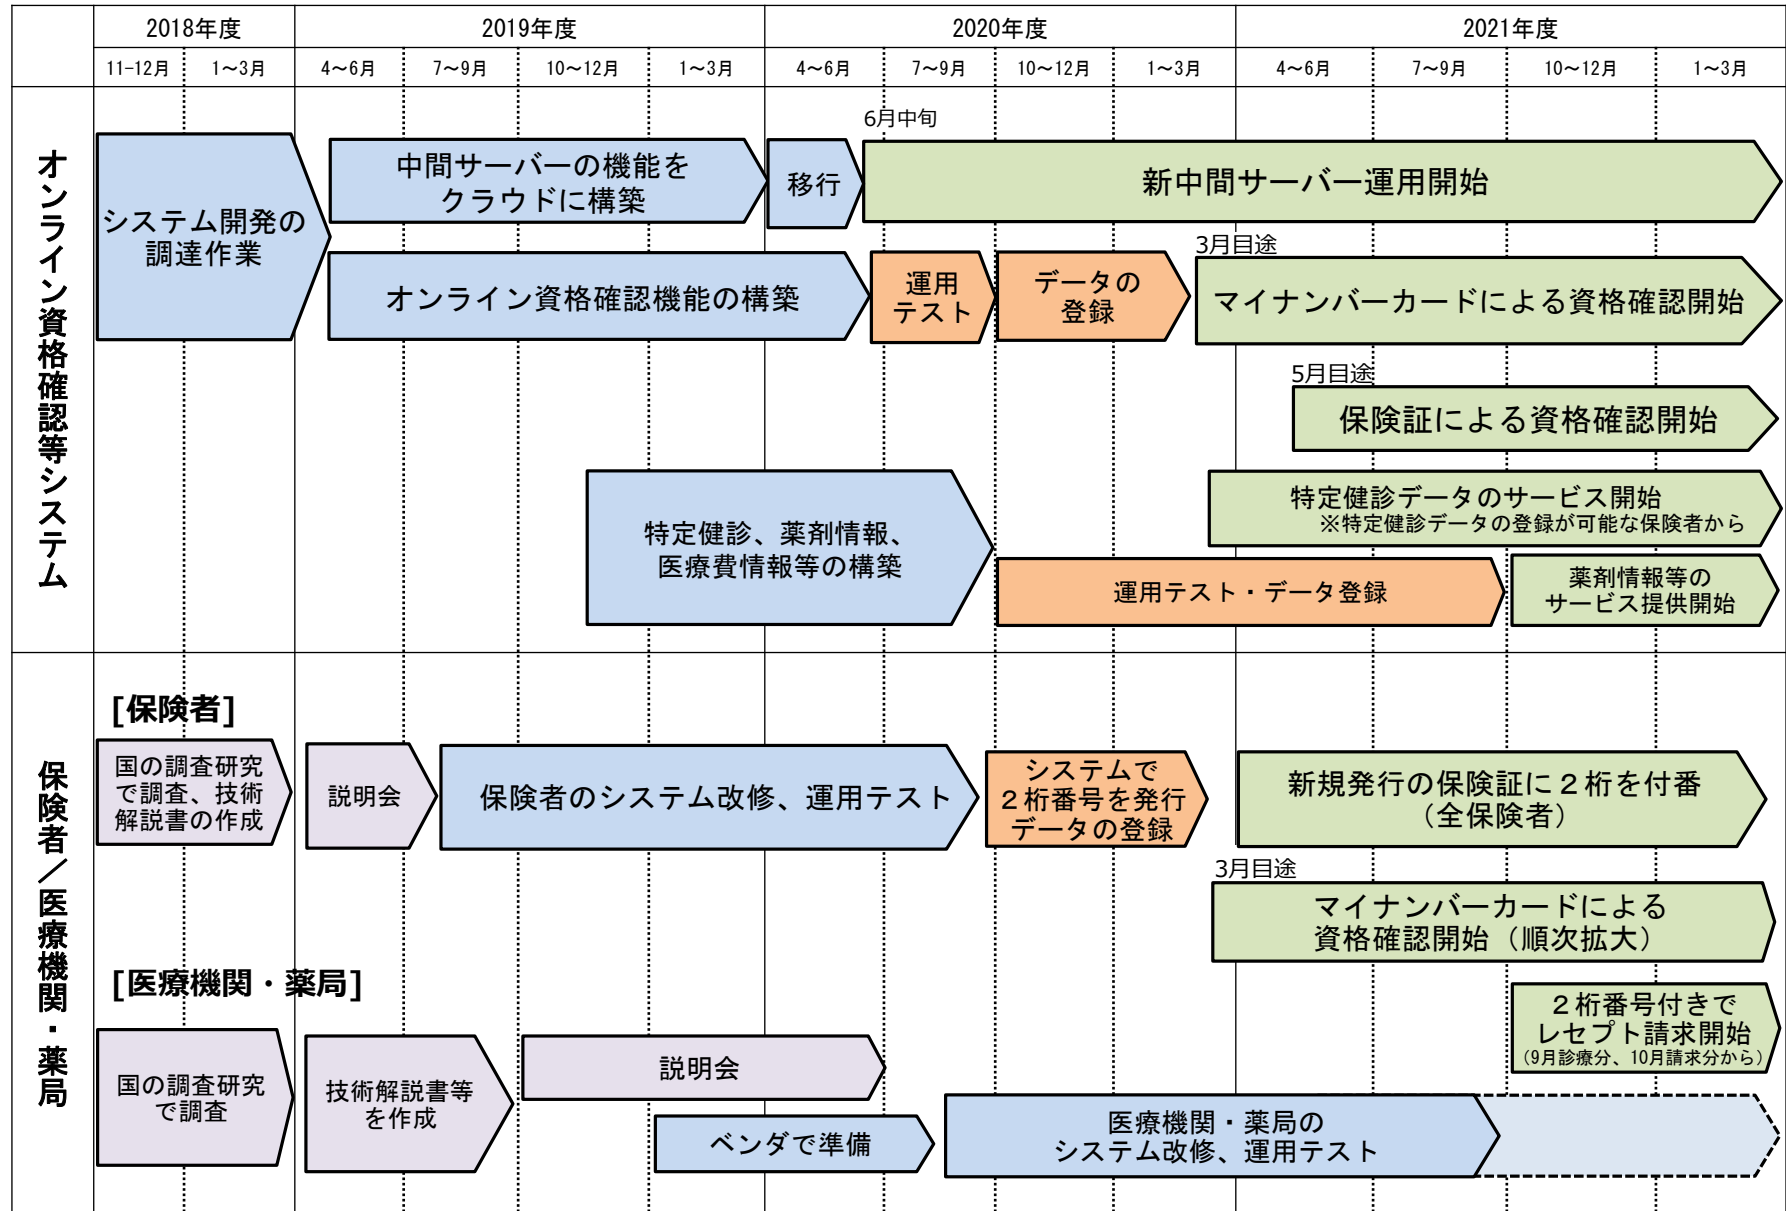 2018年度
2019年度
2020年度
2021年度
11-12月
1～3月
4～6月
7～9月
10～12月
1～3月
4～6月
7～9月
10～12月
1～3月
4～6月
7～9月
10～12月
1～3月
オンライン資格確認等システム
システム開発の
調達作業
中間サーバーの機能を
クラウドに構築
移行
6月中旬
新中間サーバー運用開始
オンライン資格確認機能の構築
運用
テスト
データの
登録
3月目途
マイナンバーカードによる資格確認開始
5月目途
保険証による資格確認開始
特定健診、薬剤情報、
医療費情報等の構築
特定健診データのサービス開始
※特定健診データの登録が可能な保険者から
運用テスト・データ登録
薬剤情報等の
サービス提供開始
保険者／医療機関・薬局
[保険者]
国の調査研究
で調査、技術
解説書の作成
説明会
保険者のシステム改修、運用テスト
システムで
２桁番号を発行
データの登録
新規発行の保険証に２桁を付番
（全保険者）
3月目途
マイナンバーカードによる
資格確認開始（順次拡大）
[医療機関・薬局]
２桁番号付きで
レセプト請求開始
（9月診療分、10月請求分から）
国の調査研究
で調査
技術解説書等
を作成
説明会
ベンダで準備
医療機関・薬局の
システム改修、運用テスト